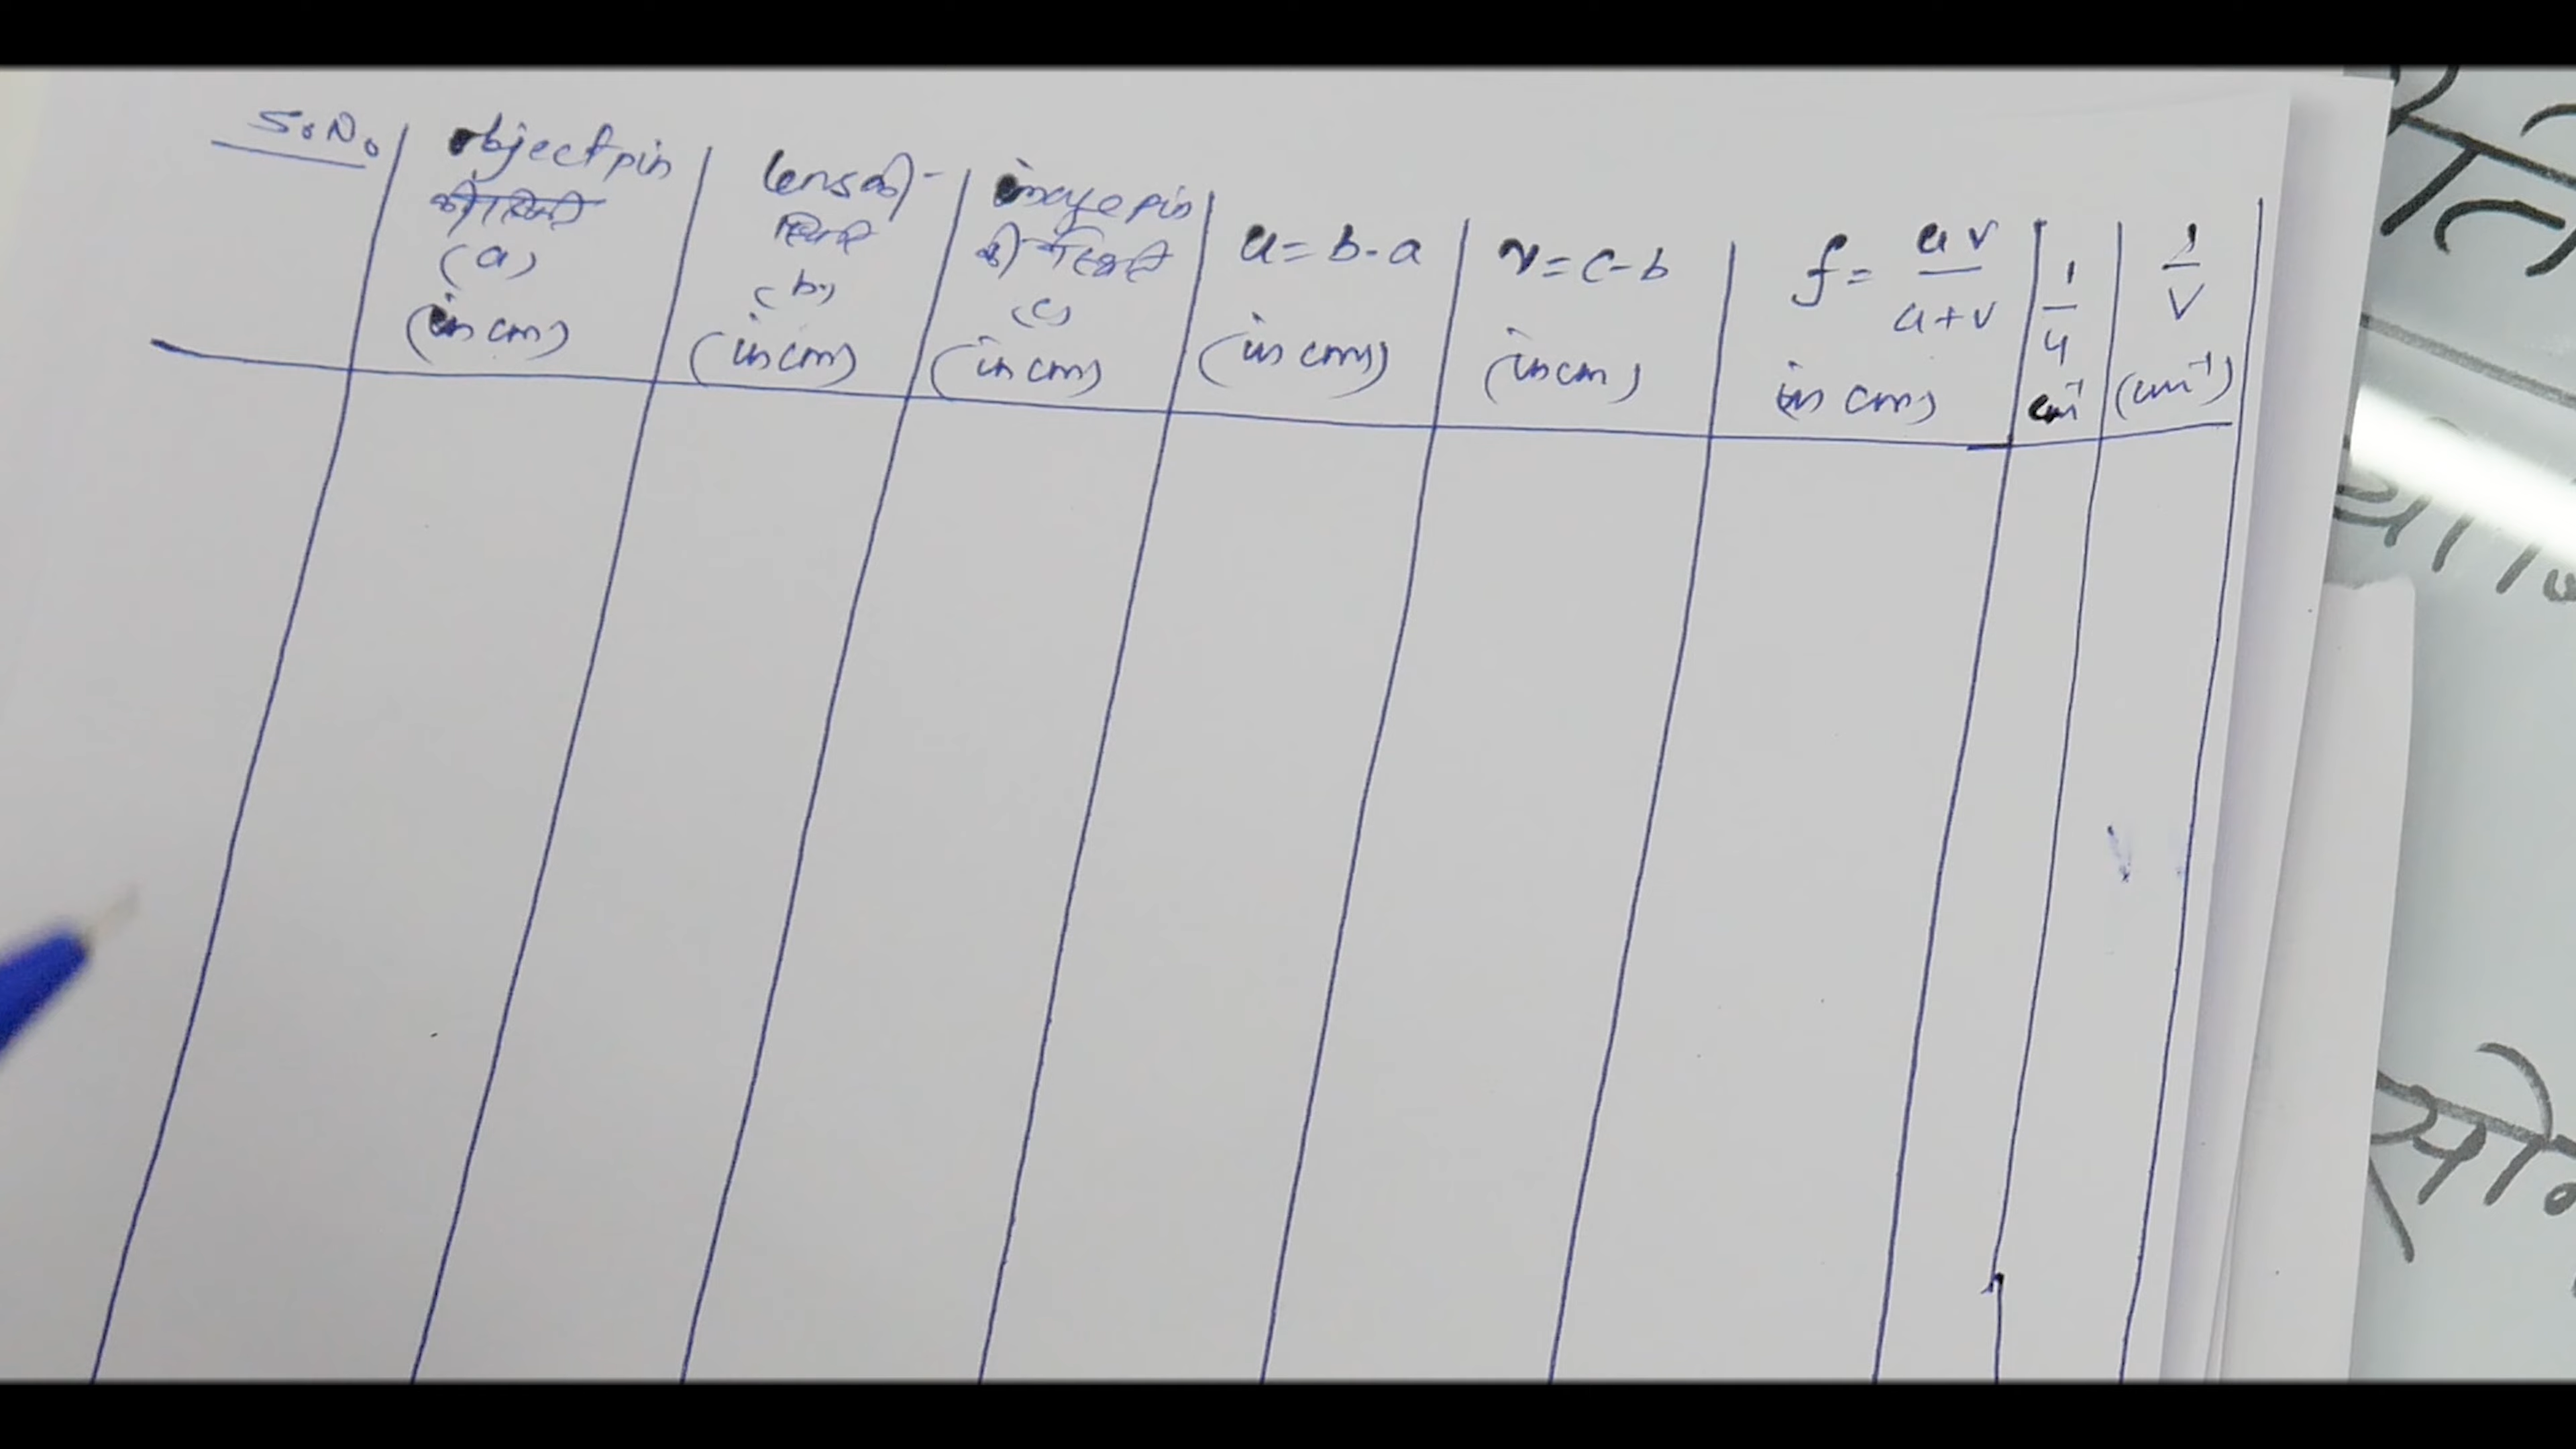 S.No
object pin
की स्थिति
(a)
(in cm)
lens की
स्थिति
(b)
(in cm)
image pin
की स्थिति
(c)
(in cm)
u = b - a
(in cm)
v = c - b
(in cm)
f = uv
u + v
in cm)
1
u
cm⁻¹
1
v
(cm⁻¹)